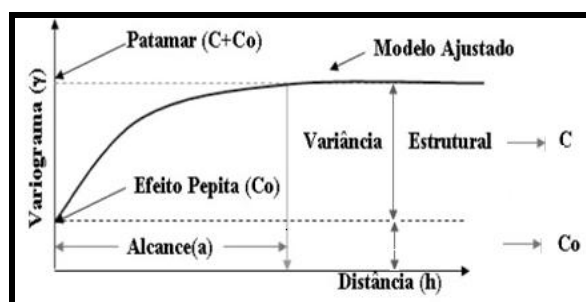 Patamar (C+Co)
Modelo Ajustado
Variograma (γ)
Variância Estrutural C
Efeito Pepita (Co)
Alcance(a)
Co
Distância (h)